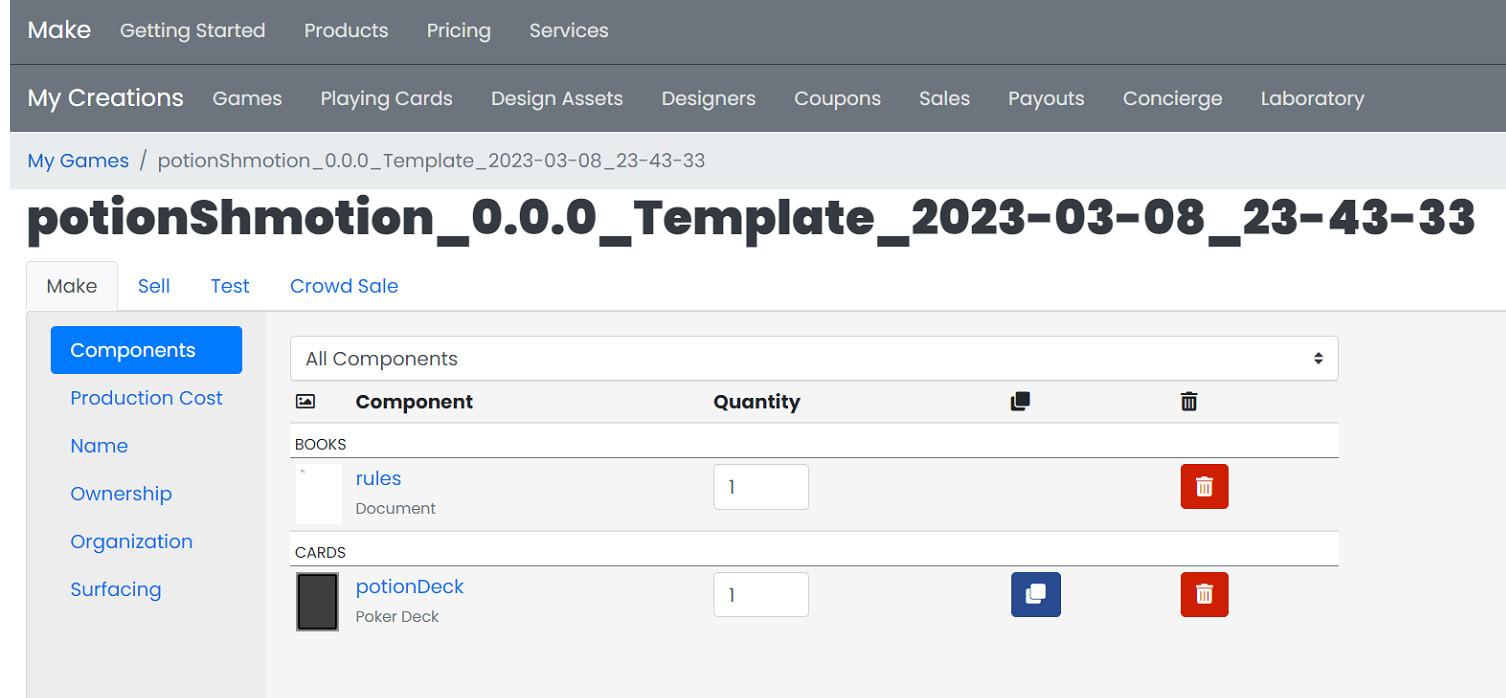 Make Getting Started Products Pricing Services
My Creations Games Playing Cards Design Assets Designers Coupons Sales Payouts Concierge Laboratory
My Games / potionShmotion_0.0.0_Template_2023-03-08_23-43-33
potionShmotion_0.0.0_Template_2023-03-08_23-43-33
Make Sell Test Crowd Sale
Components
Production Cost
Name
Ownership
Organization
Surfacing
All Components
Component Quantity
BOOKS
rules 1
Document
CARDS
potionDeck 1
Poker Deck